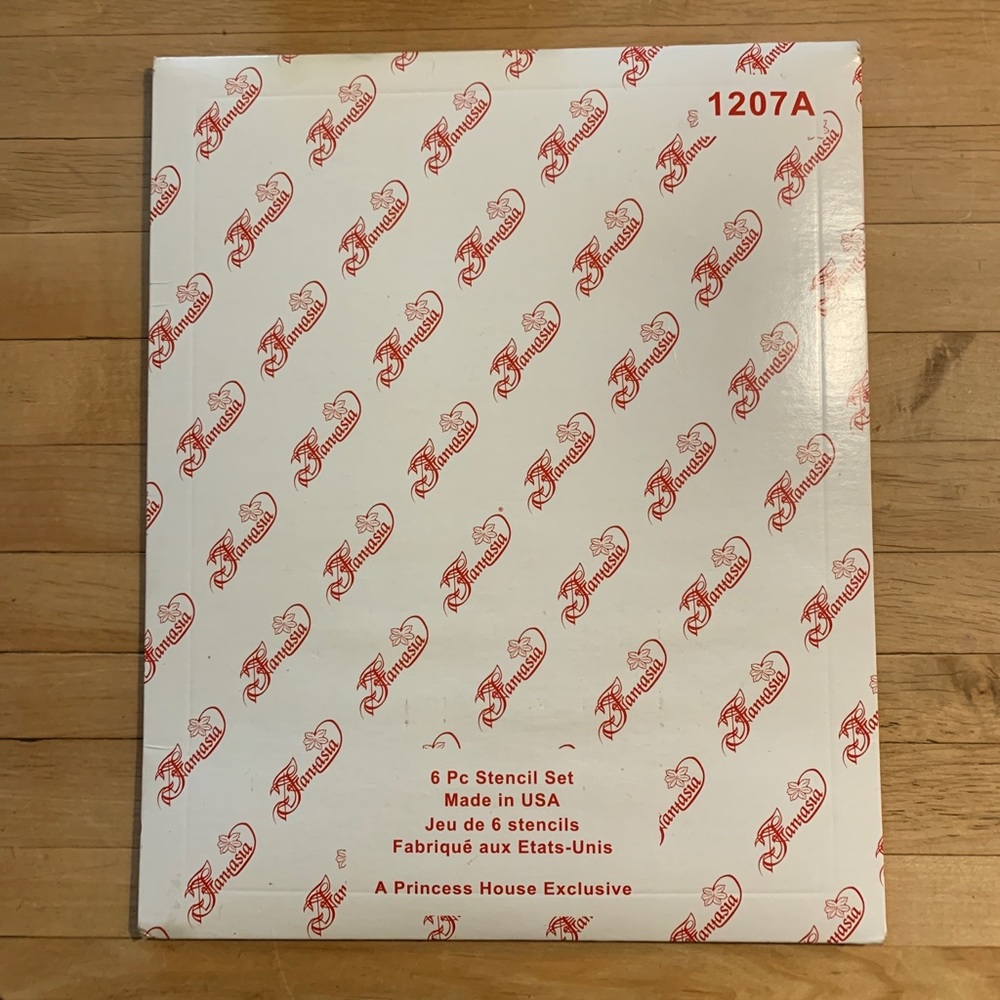 1207A
Fantasia
6 Pc Stencil Set
Made in USA
Jeu de 6 stencils
Fabriqué aux Etats-Unis
A Princess House Exclusive